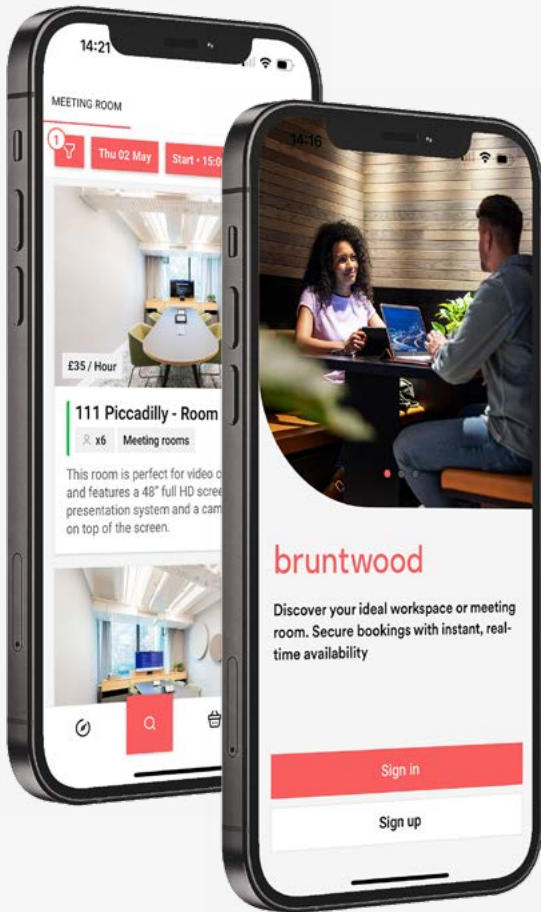 14:21
MEETING ROOM
1
Thu 02 May
Start • 15:0
£35 / Hour
111 Piccadilly - Room
x6
Meeting rooms
This room is perfect for video c
and features a 48" full HD scree
presentation system and a cam
on top of the screen.
14:16
bruntwood
Discover your ideal workspace or meeting
room. Secure bookings with instant, real-
time availability
Sign in
Sign up